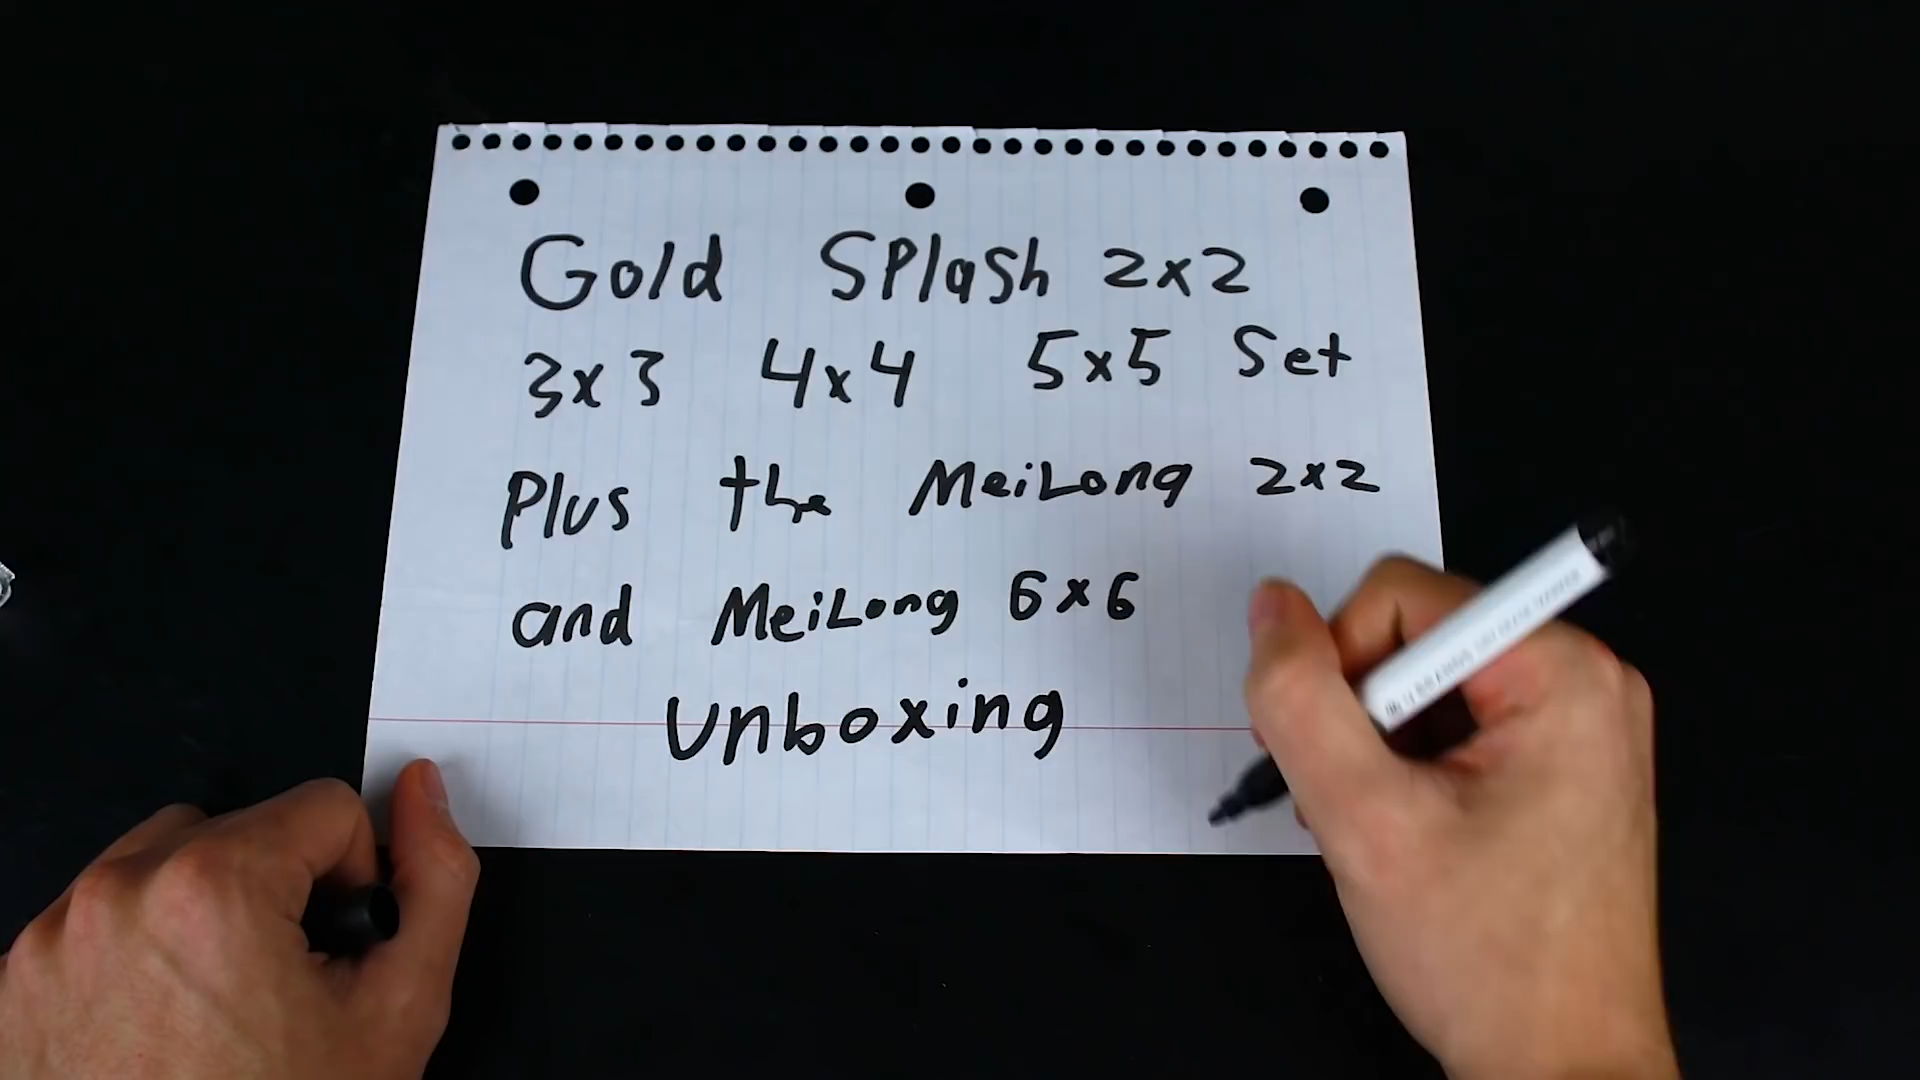 Gold Splash 2x2
3x3 4x4 5x5 Set
Plus the MeiLong 2x2
and MeiLong 6x6
Unboxing